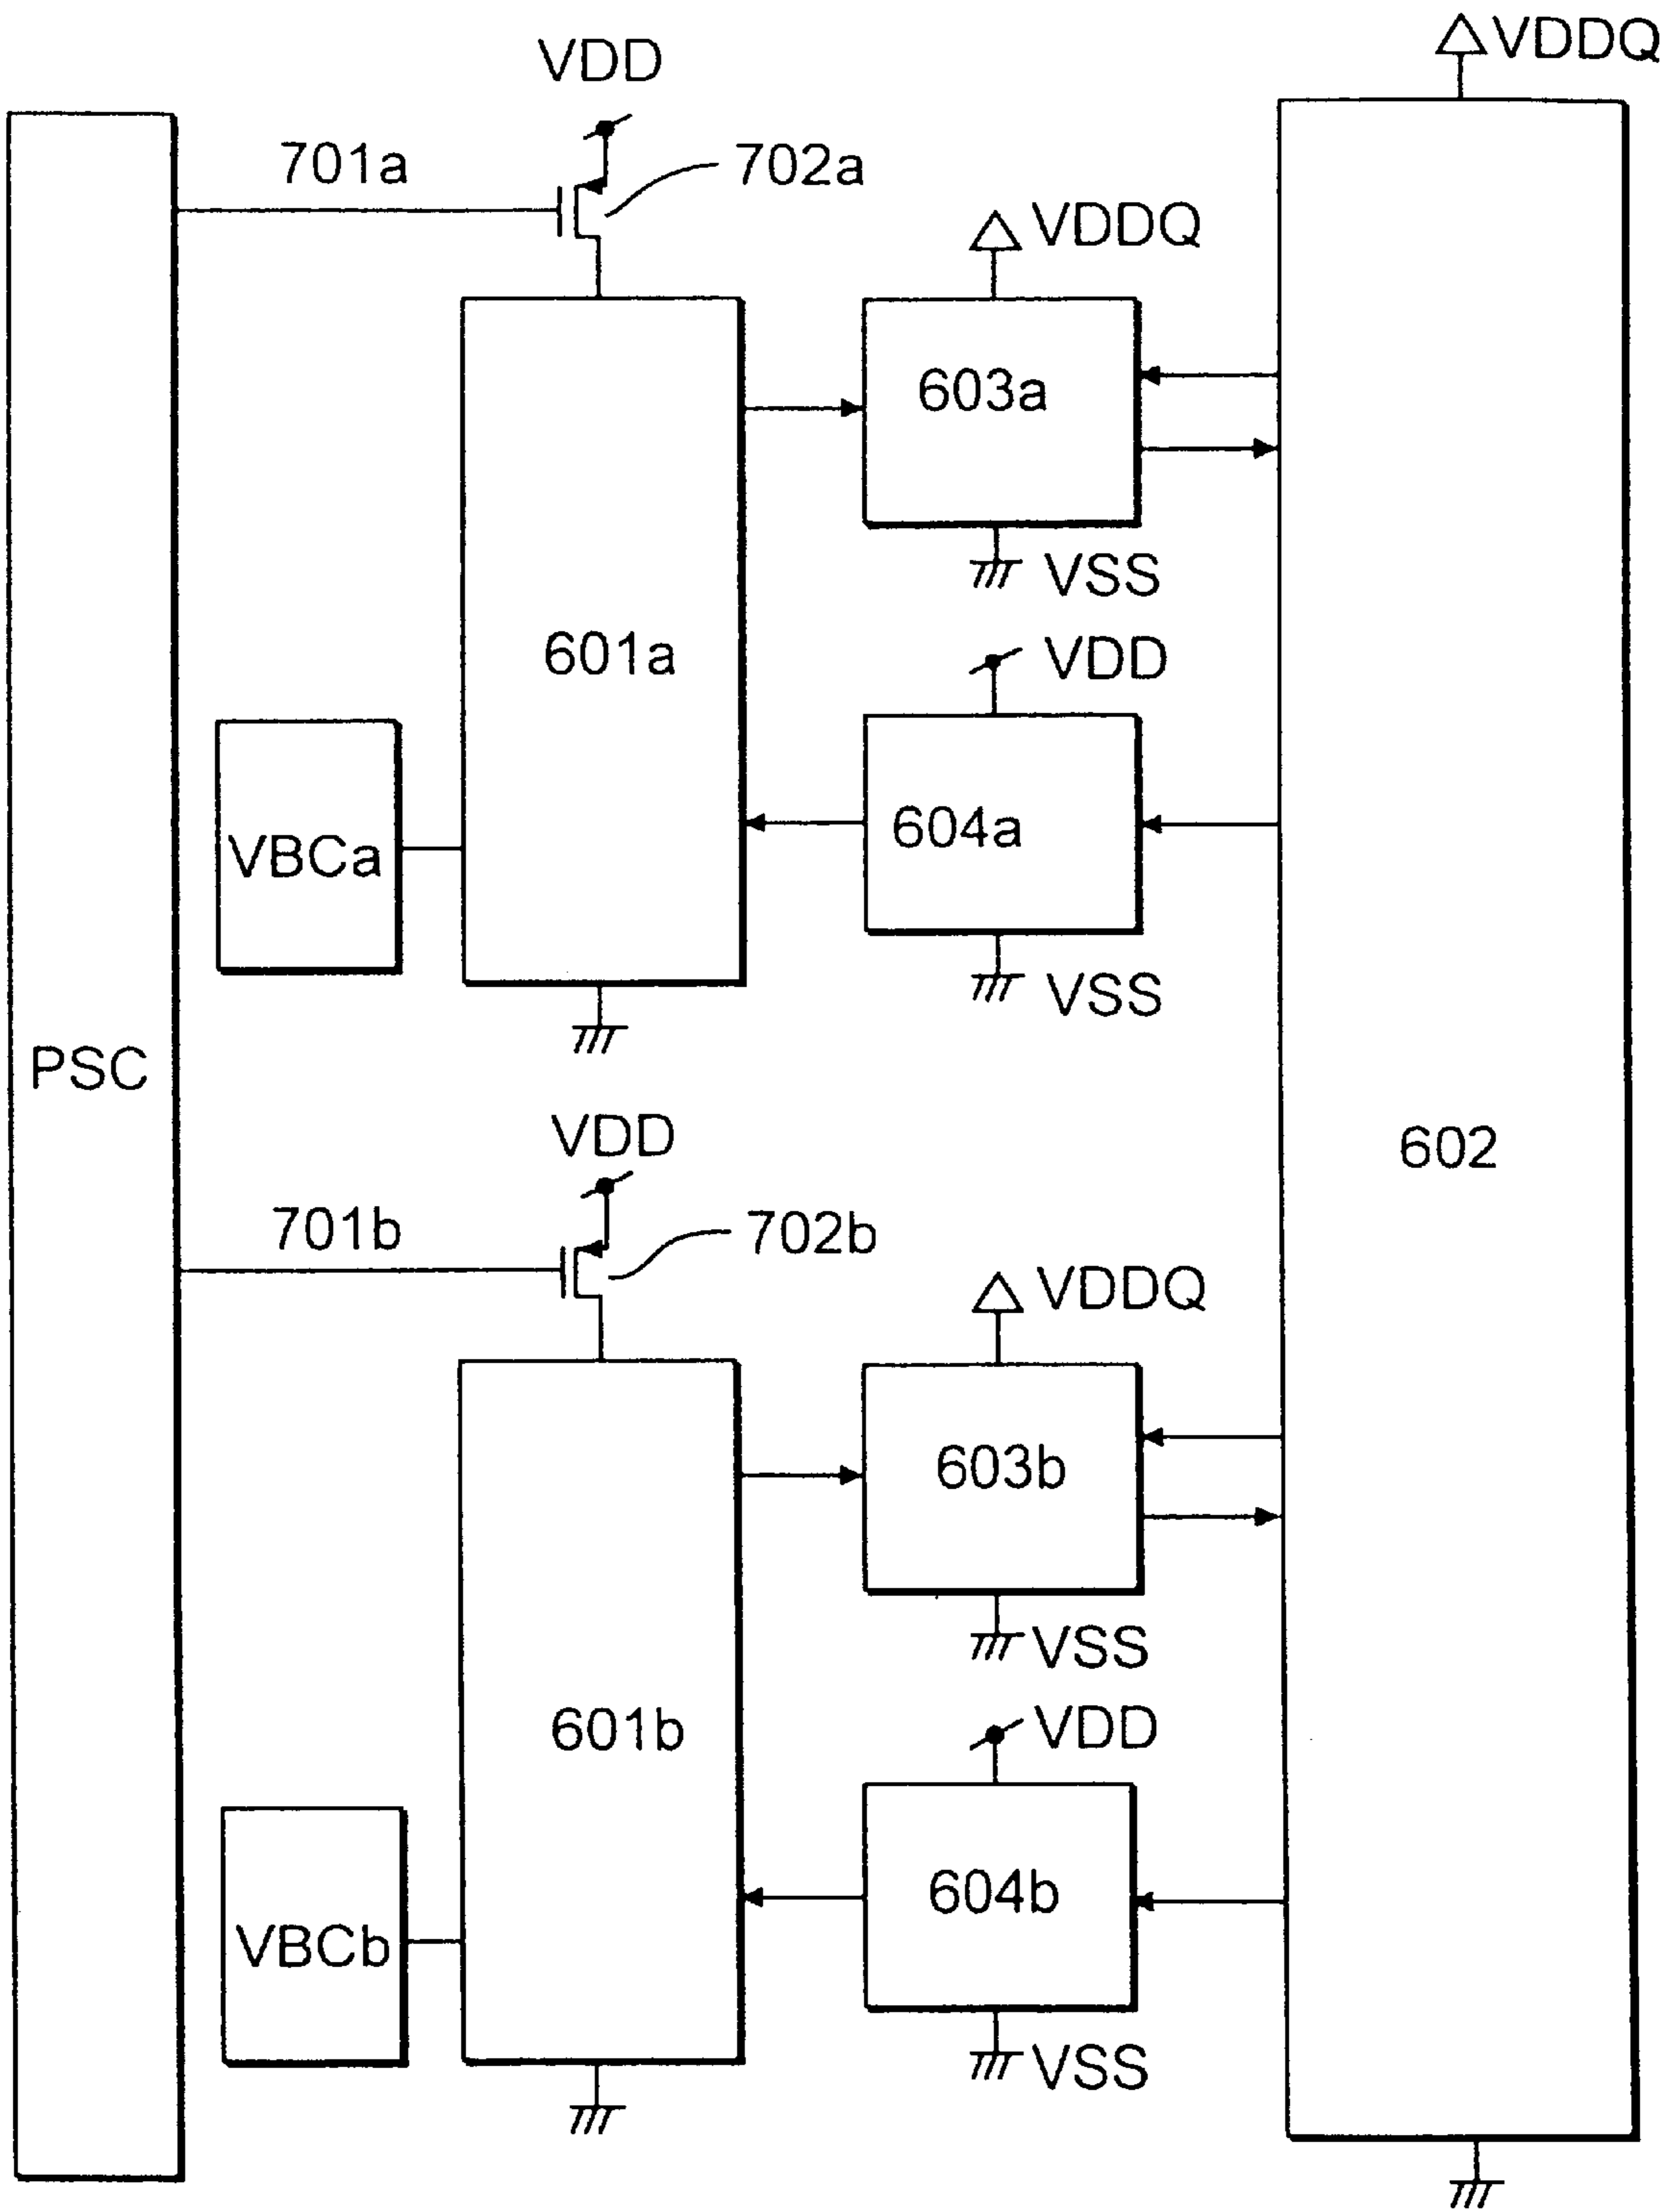 VDDQ
VDD
701a
702a
VDDQ
603a
VSS
601a
VDD
604a
VBCa
VSS
PSC
VDD
602
701b
702b
VDDQ
603b
VSS
601b
VDD
604b
VBCb
VSS